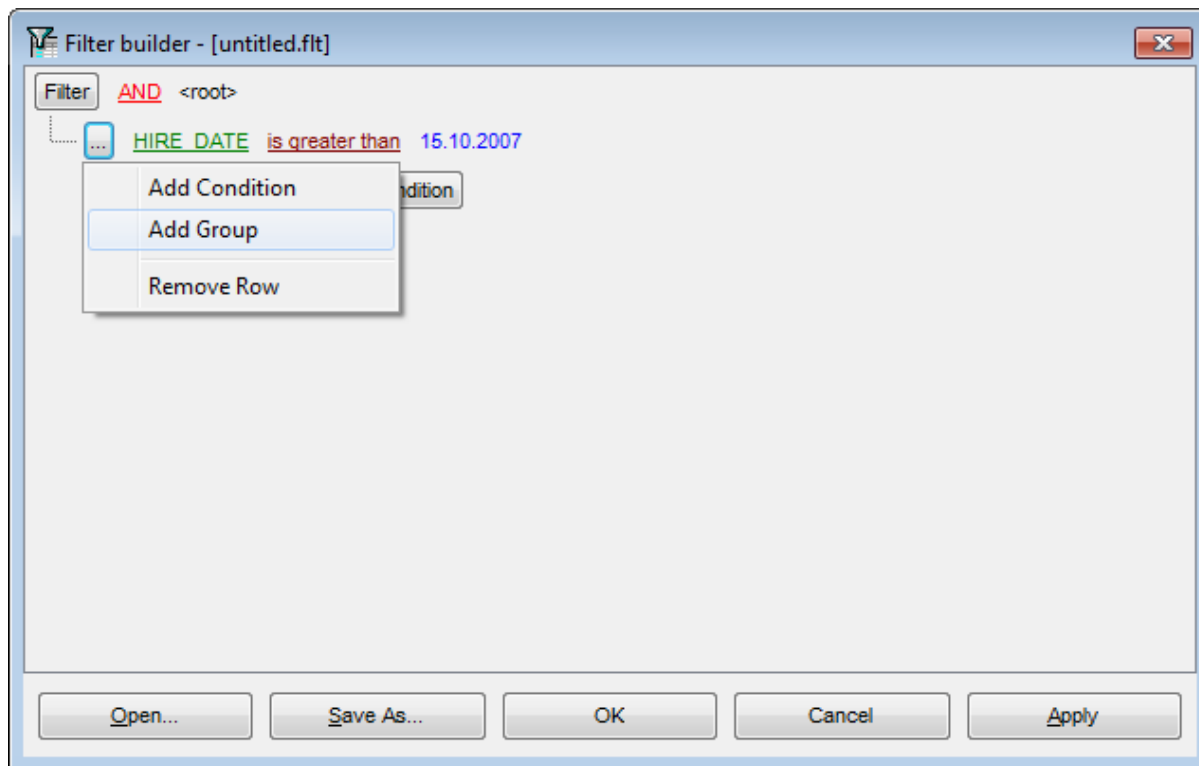 Filter builder - [untitled.flt]
Filter AND <root>
... HIRE_DATE is greater than 15.10.2007
Add Condition
ndition
Add Group
Remove Row
Open... Save As... OK Cancel Apply